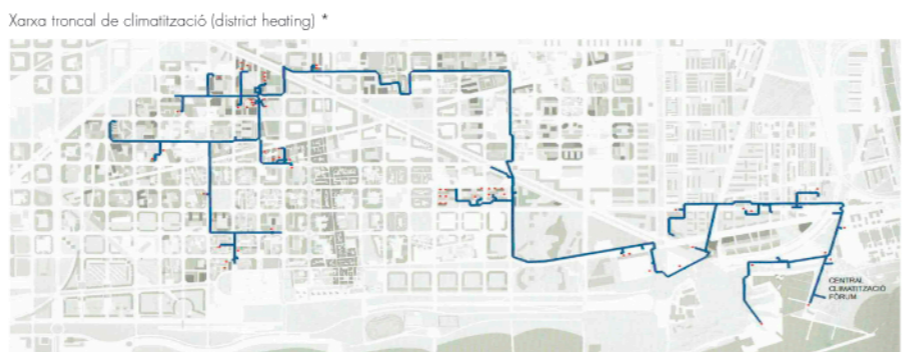 Xarxa troncal de climatització (district heating) *
CENTRAL
CLIMATITZACIÓ
FÒRUM